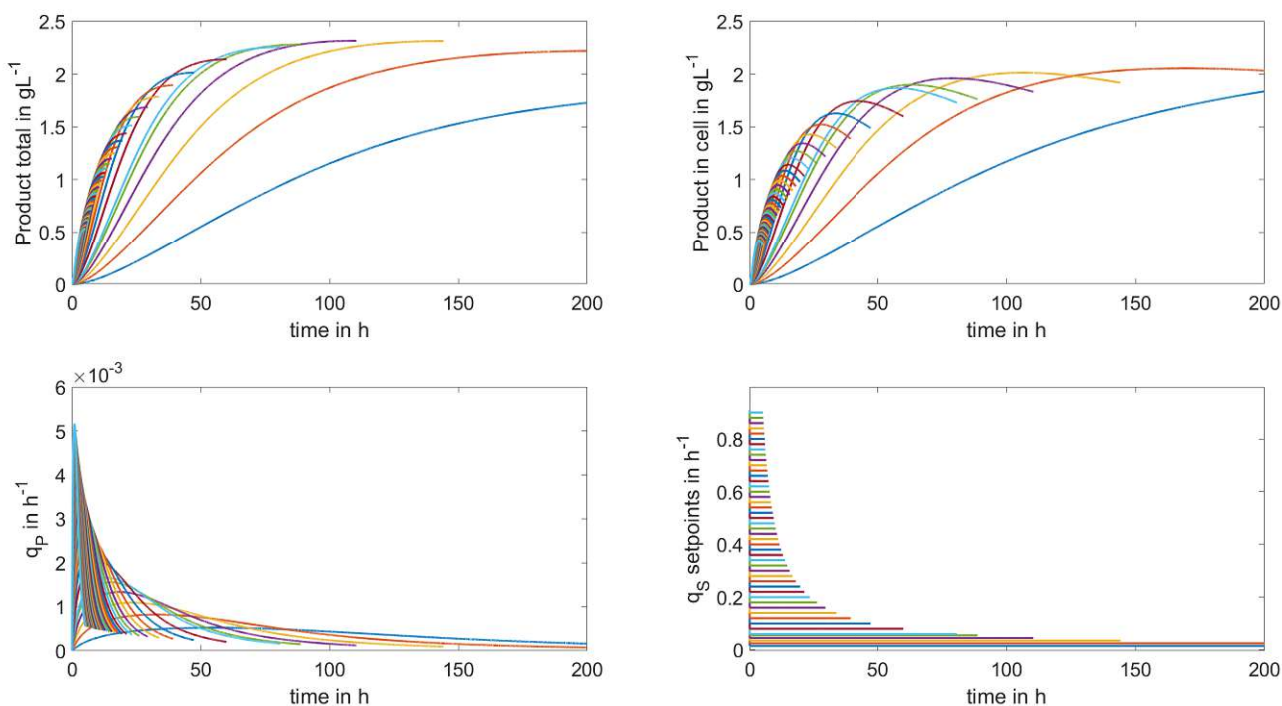 2.5
2
1.5
1
0.5
0
Product total in gL⁻¹
0 50 100 150 200
time in h
2.5
2
1.5
1
0.5
0
Product in cell in gL⁻¹
0 50 100 150 200
time in h
×10⁻³
6
5
4
3
2
1
0
qₚ in h⁻¹
0 50 100 150 200
time in h
0.8
0.6
0.4
0.2
0
q_S setpoints in h⁻¹
0 50 100 150 200
time in h